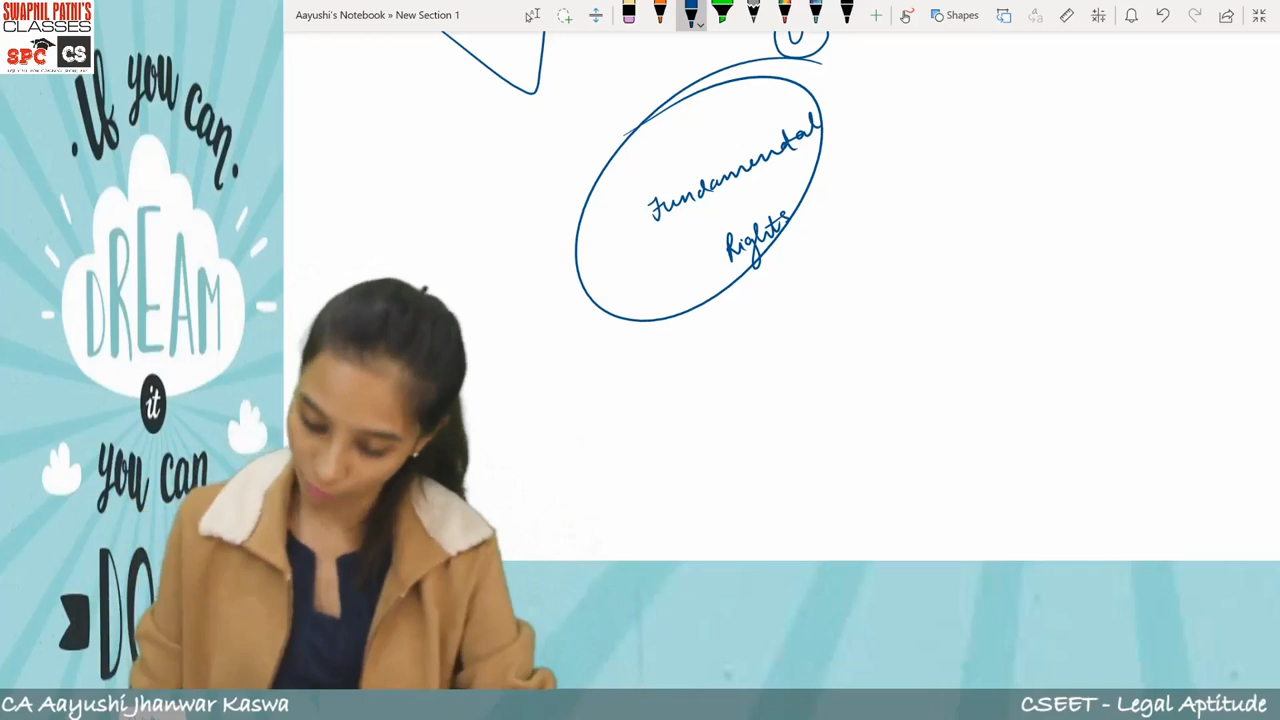 SWAPNIL PATNI'S
CLASSES
SPC CS
Aayushi's Notebook » New Section 1
Shapes
If you can
DREAM
it
you can
DO
Fundamental
Rights
CA Aayushi Jhanwar Kaswa
CSEET - Legal Aptitude